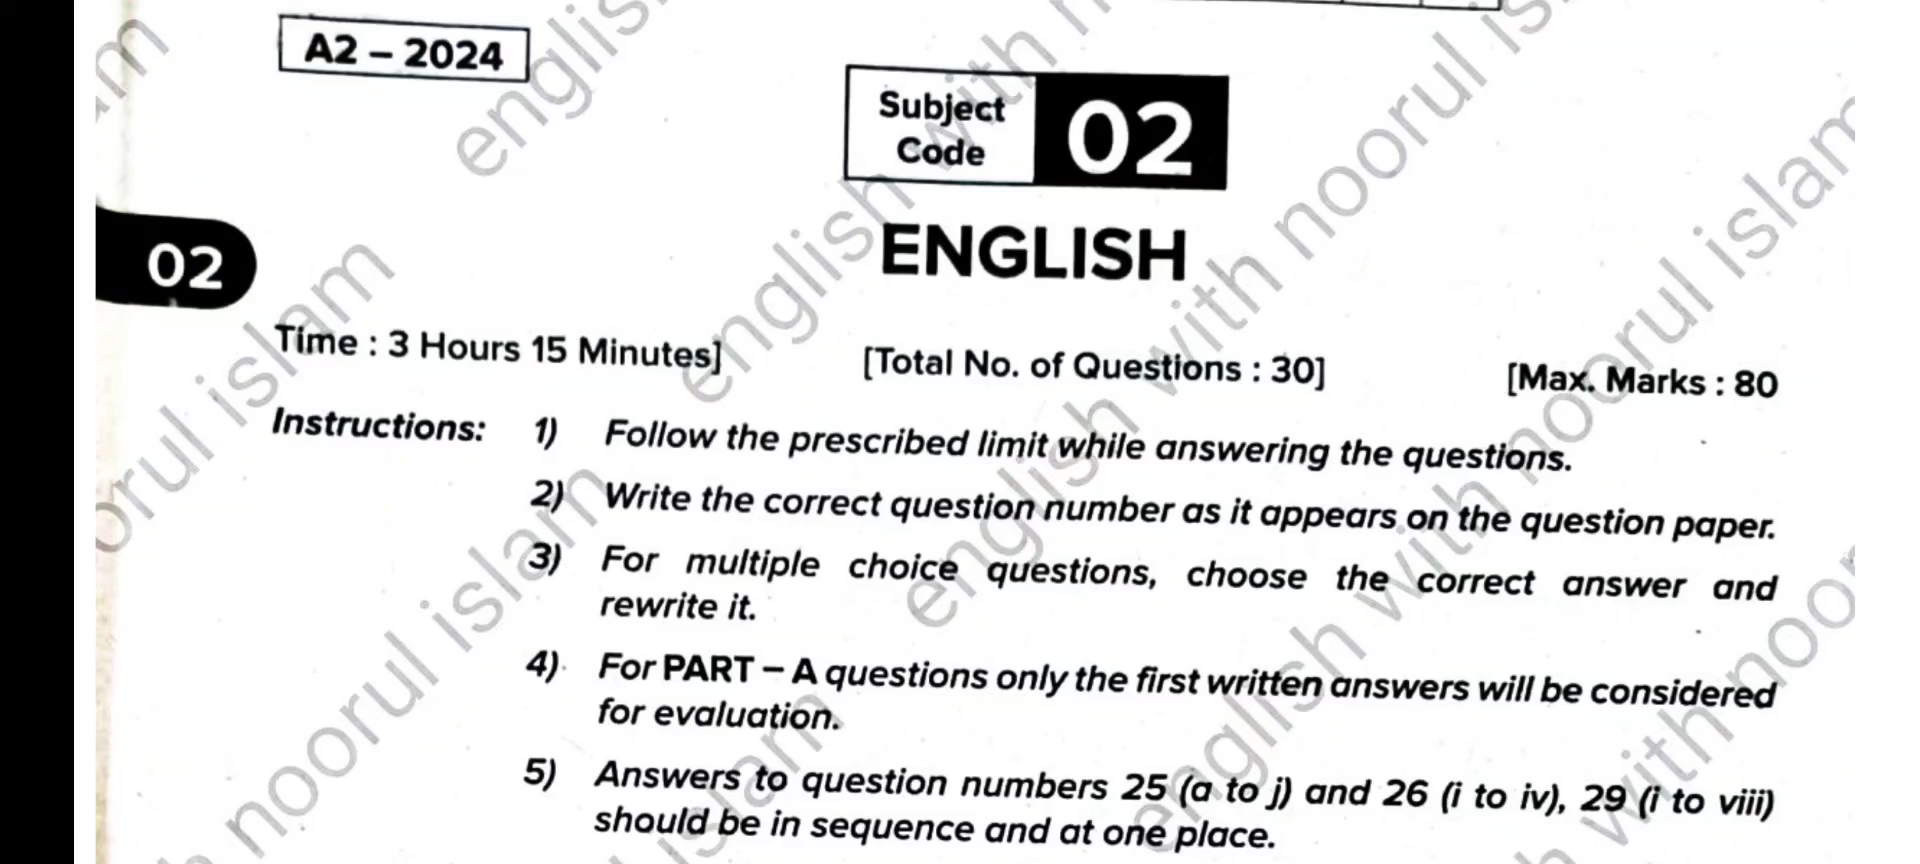 A2 – 2024
Subject
Code
02
ENGLISH
02
Time : 3 Hours 15 Minutes] [Total No. of Questions : 30] [Max. Marks : 80
Instructions: 1) Follow the prescribed limit while answering the questions.
2) Write the correct question number as it appears on the question paper.
3) For multiple choice questions, choose the correct answer and
rewrite it.
4) For PART – A questions only the first written answers will be considered
for evaluation.
5) Answers to question numbers 25 (a to j) and 26 (i to iv), 29 (i to viii)
should be in sequence and at one place.
english with noorul islam